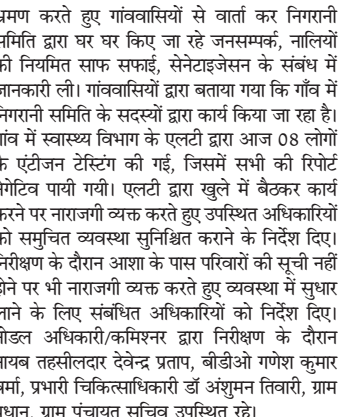 भ्रमण करते हुए गांववासियों से वार्ता कर निगरानी
समिति द्वारा घर घर किए जा रहे जनसम्पर्क, नालियों
की नियमित साफ सफाई, सेनेटाइजेसन के संबंध में
जानकारी ली। गांववासियों द्वारा बताया गया कि गाँव में
निगरानी समिति के सदस्यों द्वारा कार्य किया जा रहा है।
गांव में स्वास्थ्य विभाग के एलटी द्वारा आज 08 लोगों
के एंटीजन टेस्टिंग की गई, जिसमें सभी की रिपोर्ट
नेगेटिव पायी गयी। एलटी द्वारा खुले में बैठकर कार्य
करने पर नाराजगी व्यक्त करते हुए उपस्थित अधिकारियों
को समुचित व्यवस्था सुनिश्चित कराने के निर्देश दिए।
निरीक्षण के दौरान आशा के पास परिवारों की सूची नहीं
होने पर भी नाराजगी व्यक्त करते हुए व्यवस्था में सुधार
लाने के लिए संबंधित अधिकारियों को निर्देश दिए।
नोडल अधिकारी/कमिश्नर द्वारा निरीक्षण के दौरान
नायब तहसीलदार देवेन्द्र प्रताप, बीडीओ गणेश कुमार
वर्मा, प्रभारी चिकित्साधिकारी डॉ अंशुमन तिवारी, ग्राम
प्रधान, ग्राम पंचायत सचिव उपस्थित रहे।